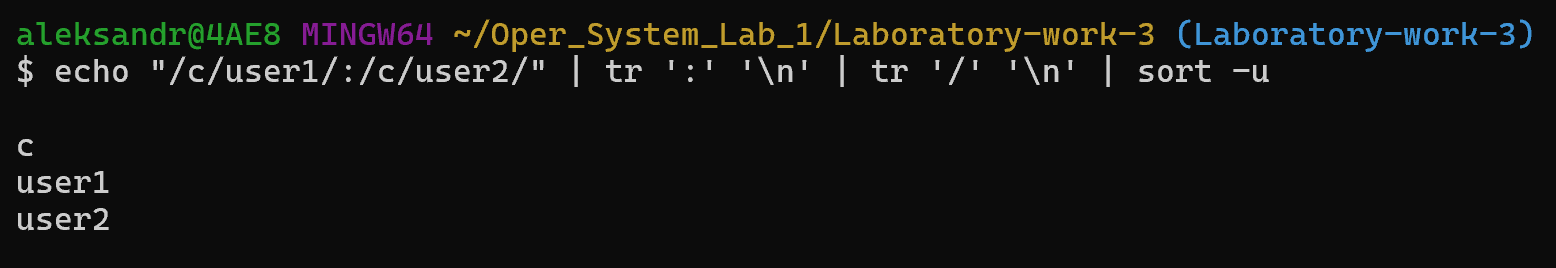 aleksandr@4AE8 MINGW64 ~/Oper_System_Lab_1/Laboratory-work-3 (Laboratory-work-3)
$ echo "/c/user1/:/c/user2/" | tr ':' '\n' | tr '/' '\n' | sort -u

c
user1
user2